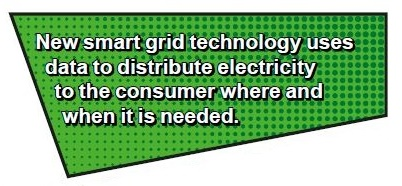 New smart grid technology uses
data to distribute electricity
to the consumer where and
when it is needed.